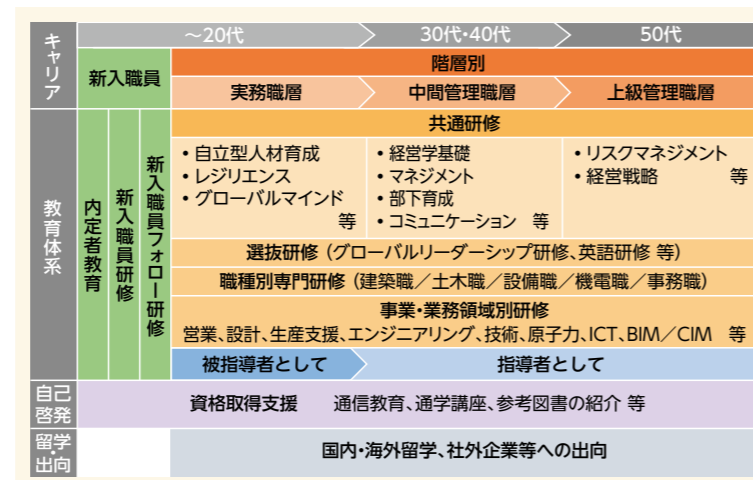 キャリア
～20代
30代・40代
50代
新入職員
階層別
実務職層
中間管理職層
上級管理職層
教育体系
内定者教育
新入職員研修
新入職員フォロー研修
共通研修
• 自立型人材育成
• レジリエンス
• グローバルマインド
等
• 経営学基礎
• マネジメント
• 部下育成
• コミュニケーション 等
• リスクマネジメント
• 経営戦略 等
選抜研修（グローバルリーダーシップ研修、英語研修 等）
職種別専門研修（建築職／土木職／設備職／機電職／事務職）
事業・業務領域別研修
営業、設計、生産支援、エンジニアリング、技術、原子力、ICT、BIM／CIM 等
被指導者として
指導者として
自己
啓発
資格取得支援 通信教育、通学講座、参考図書の紹介 等
留学・
出向
国内・海外留学、社外企業等への出向